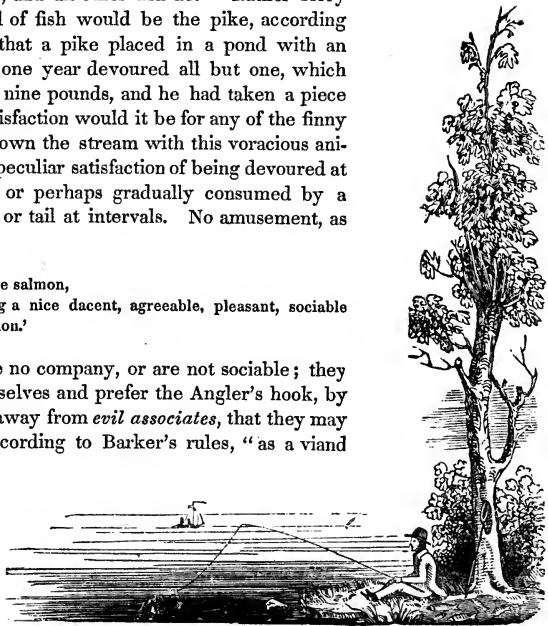 l of fish would be the pike, according
that a pike placed in a pond with an
one year devoured all but one, which
nine pounds, and he had taken a piece
isfaction would it be for any of the finny
own the stream with this voracious ani-
peculiar satisfaction of being devoured at
or perhaps gradually consumed by a
or tail at intervals. No amusement, as
e salmon,
g a nice dacent, agreeable, pleasant, sociable
on.'
e no company, or are not sociable; they
selves and prefer the Angler's hook, by
away from evil associates, that they may
cording to Barker's rules, "as a viand